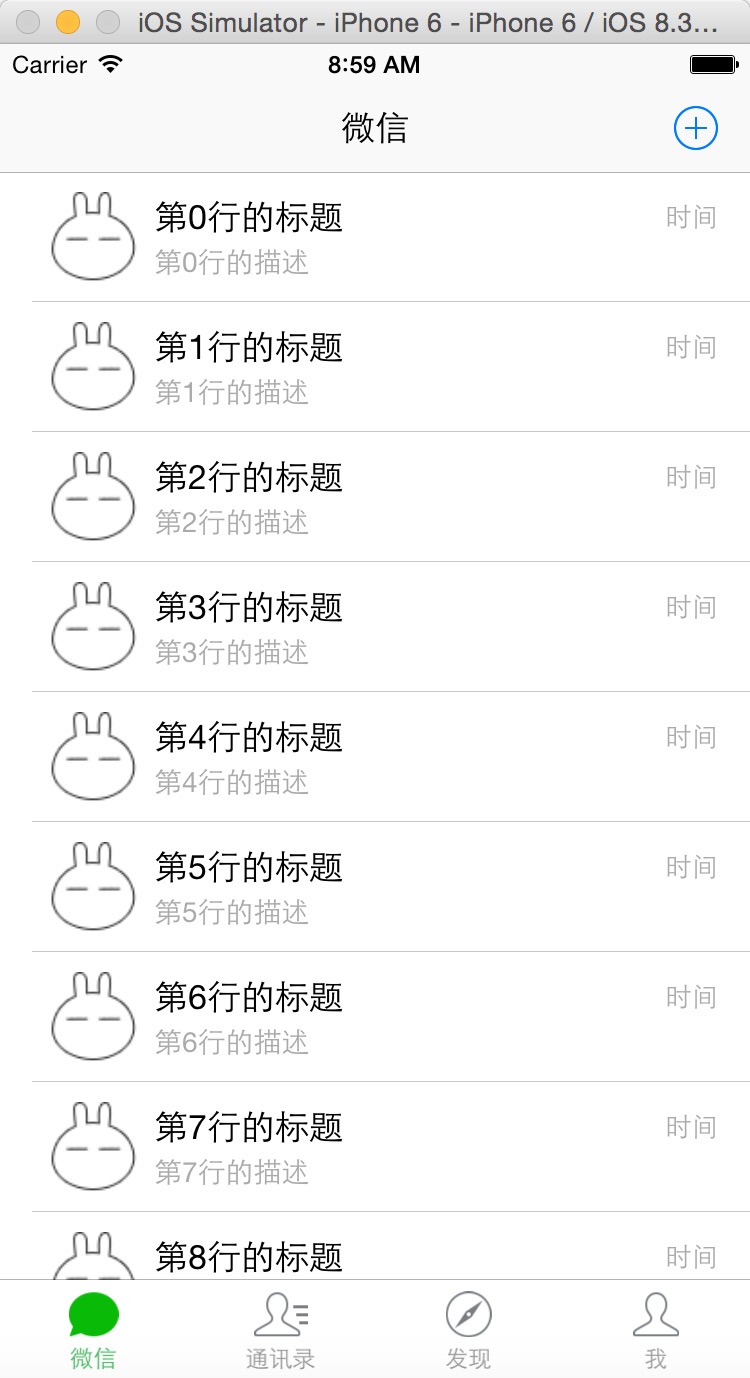 iOS Simulator - iPhone 6 - iPhone 6 / iOS 8.3...
Carrier 8:59 AM
微信
第0行的标题 时间
第0行的描述
第1行的标题 时间
第1行的描述
第2行的标题 时间
第2行的描述
第3行的标题 时间
第3行的描述
第4行的标题 时间
第4行的描述
第5行的标题 时间
第5行的描述
第6行的标题 时间
第6行的描述
第7行的标题 时间
第7行的描述
第8行的标题 时间
微信 通讯录 发现 我